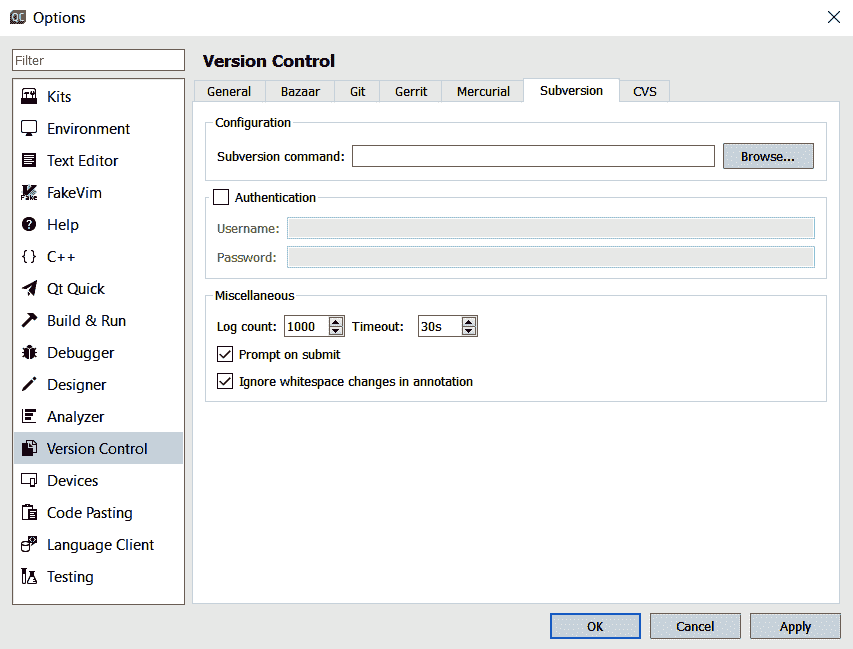 QC Options
Filter
Kits
Environment
Text Editor
Fake FakeVim
Help
C++
Qt Quick
Build & Run
Debugger
Designer
Analyzer
Version Control
Devices
Code Pasting
Language Client
Testing
Version Control
General Bazaar Git Gerrit Mercurial Subversion CVS
Configuration
Subversion command: Browse...
Authentication
Username:
Password:
Miscellaneous
Log count: 1000 Timeout: 30s
Prompt on submit
Ignore whitespace changes in annotation
OK Cancel Apply